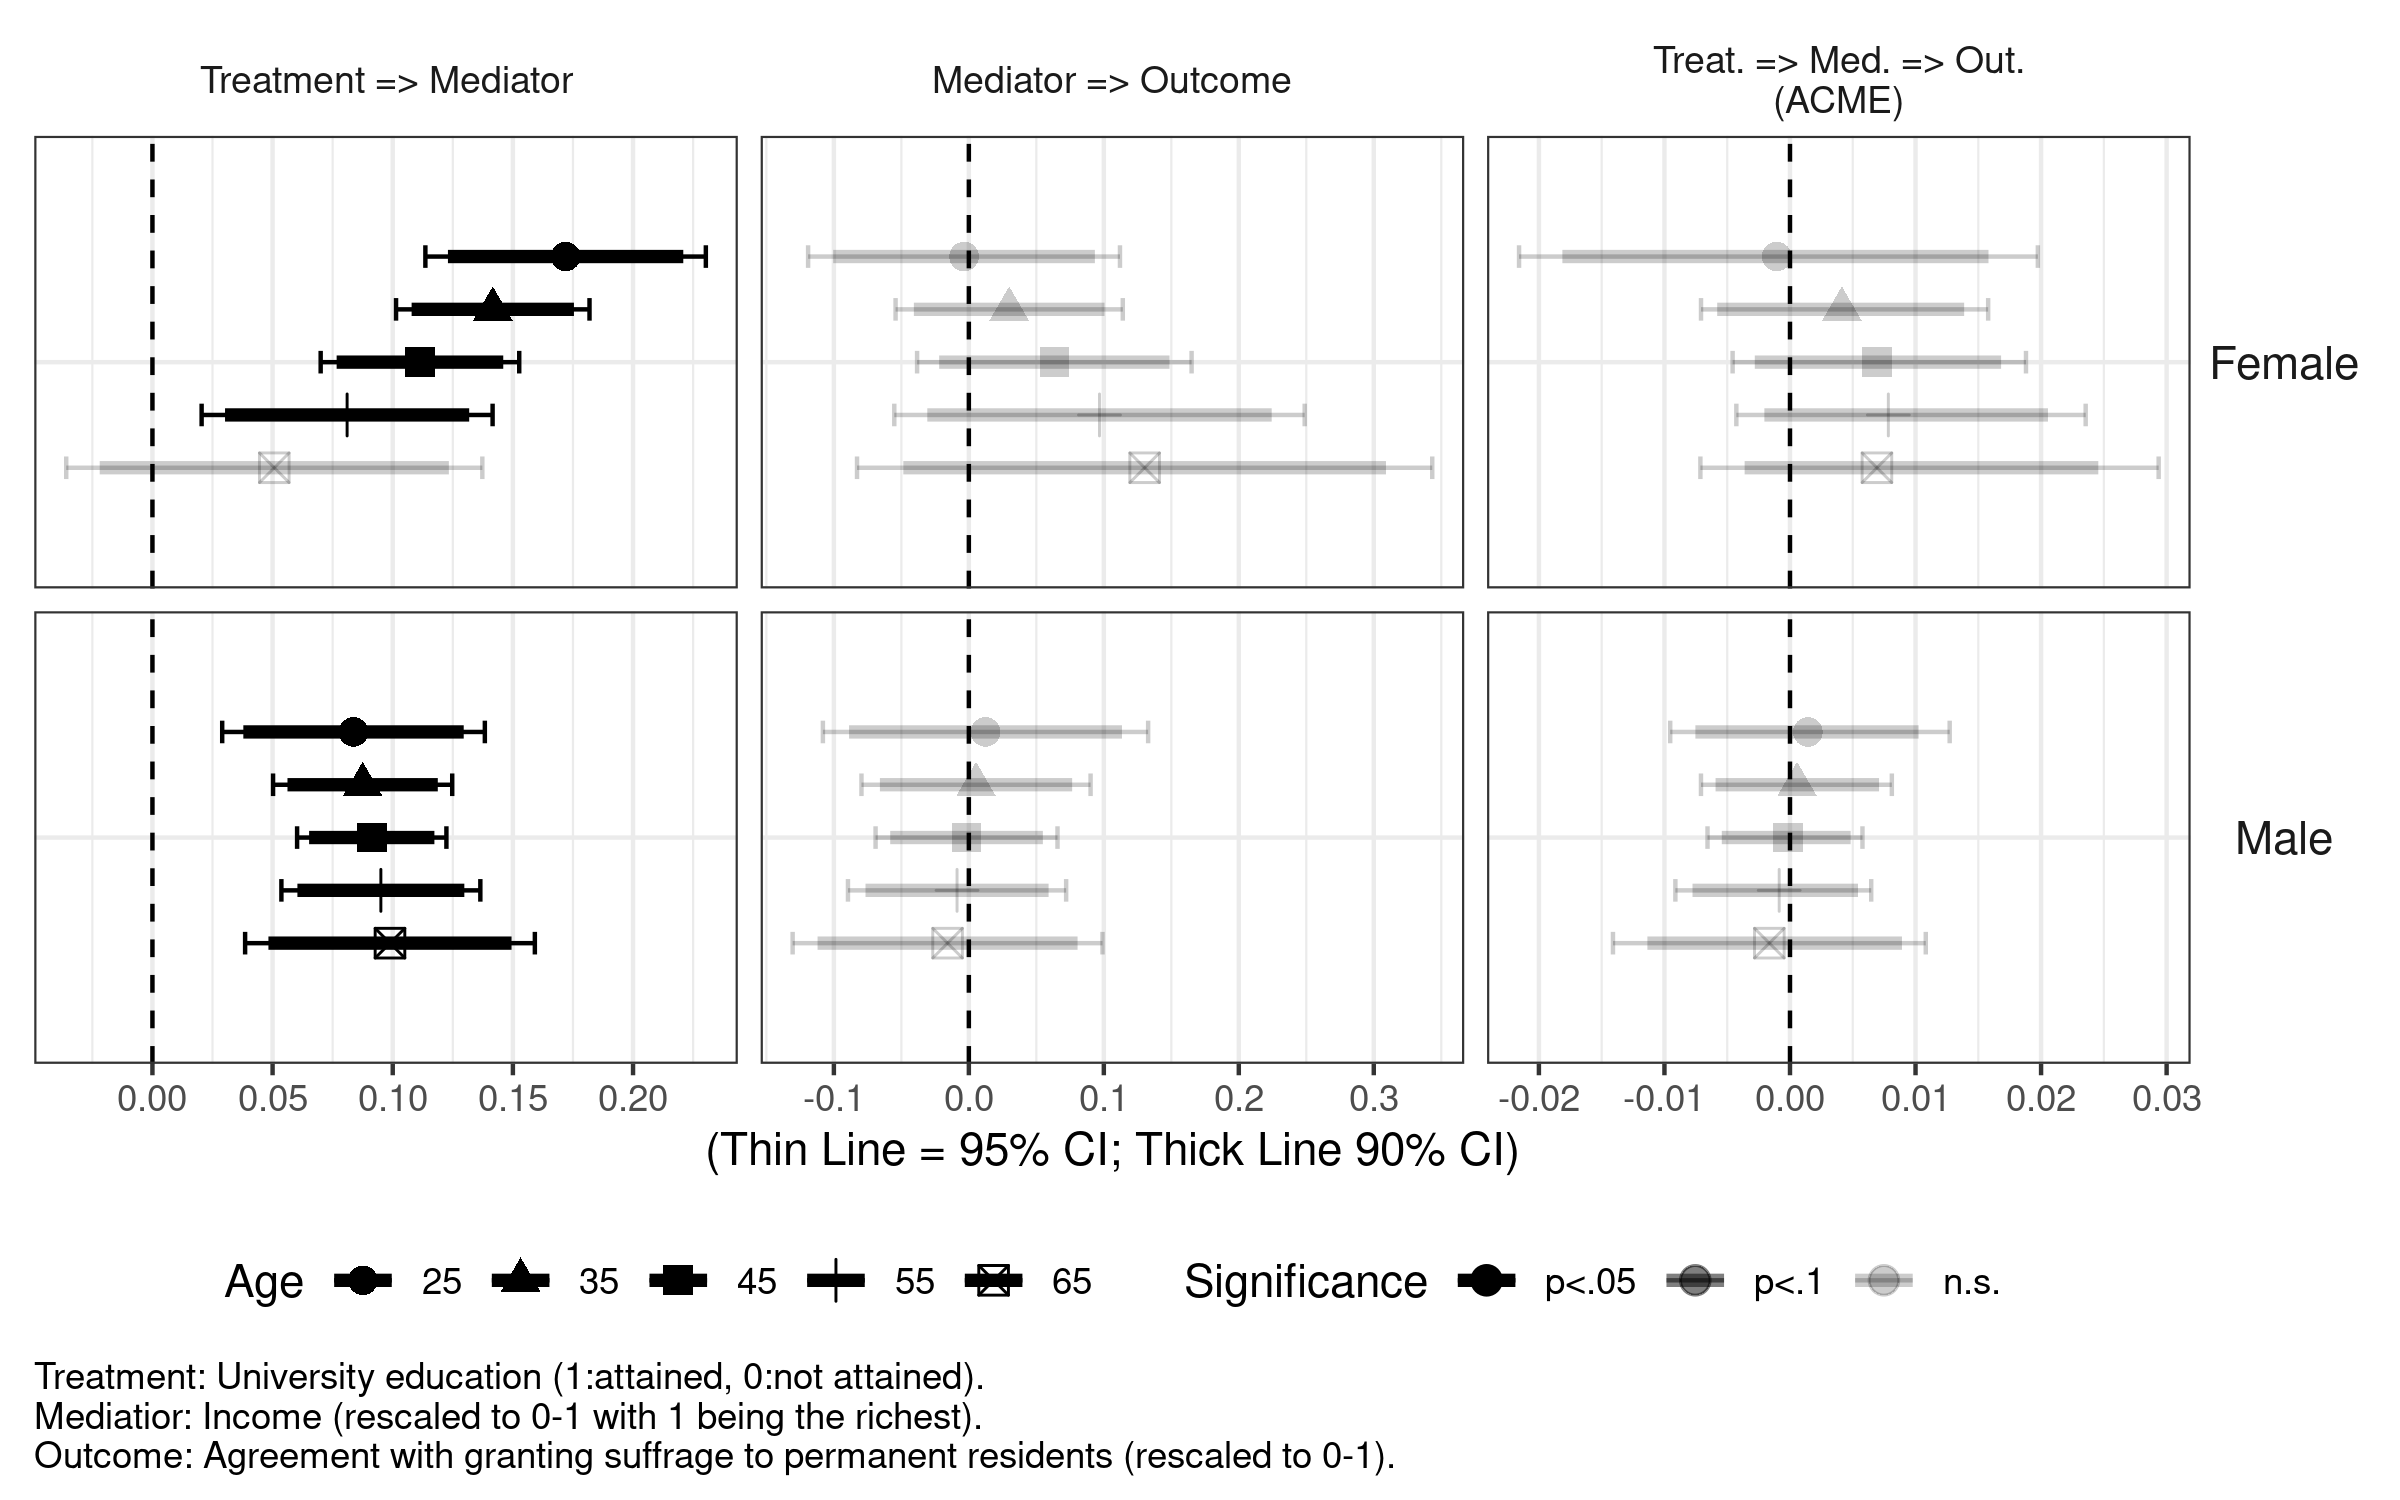 Treatment => Mediator
Mediator => Outcome
Treat. => Med. => Out.
(ACME)
Female
Male
0.00 0.05 0.10 0.15 0.20
-0.1 0.0 0.1 0.2 0.3
-0.02 -0.01 0.00 0.01 0.02 0.03
(Thin Line = 95% CI; Thick Line 90% CI)
Age 25 35 45 55 65
Significance p<.05 p<.1 n.s.
Treatment: University education (1:attained, 0:not attained).
Mediatior: Income (rescaled to 0-1 with 1 being the richest).
Outcome: Agreement with granting suffrage to permanent residents (rescaled to 0-1).